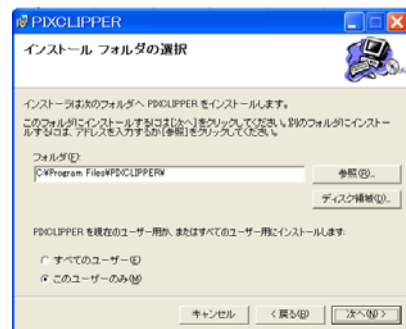 PIXCLIPPER
インストール フォルダの選択
インストーラは次のフォルダへ PIXCLIPPER をインストールします。
このフォルダにインストールするには[次へ]をクリックしてください。別のフォルダにインストー
ルするには、アドレスを入力するか[参照]をクリックしてください。
フォルダ(F):
C:¥Program Files¥PIXCLIPPER¥
参照(R)...
ディスク領域(D)...
PIXCLIPPER を現在のユーザー用か、またはすべてのユーザー用にインストールします:
すべてのユーザー(E)
このユーザーのみ(M)
キャンセル
< 戻る(B)
次へ(N) >